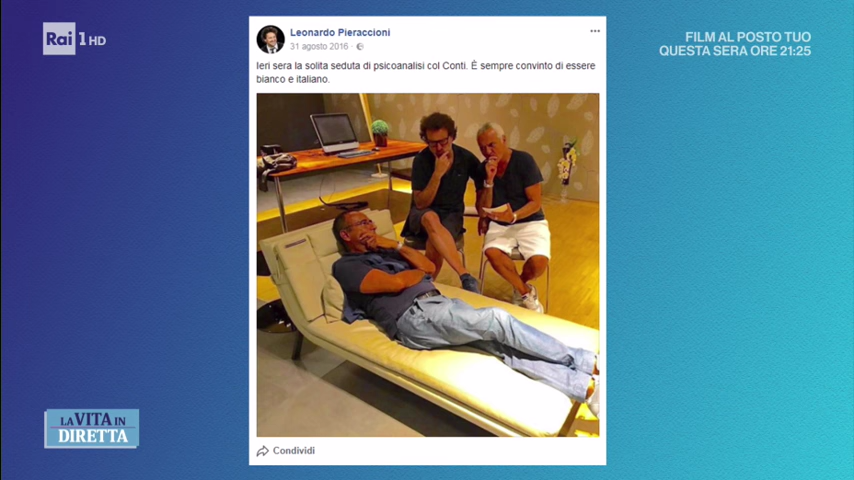 Rai 1 HD
Leonardo Pieraccioni
31 agosto 2016 ·
FILM AL POSTO TUO
QUESTA SERA ORE 21:25
Ieri sera la solita seduta di psicoanalisi col Conti. È sempre convinto di essere
bianco e italiano.
LA VITA IN
DIRETTA
Condividi